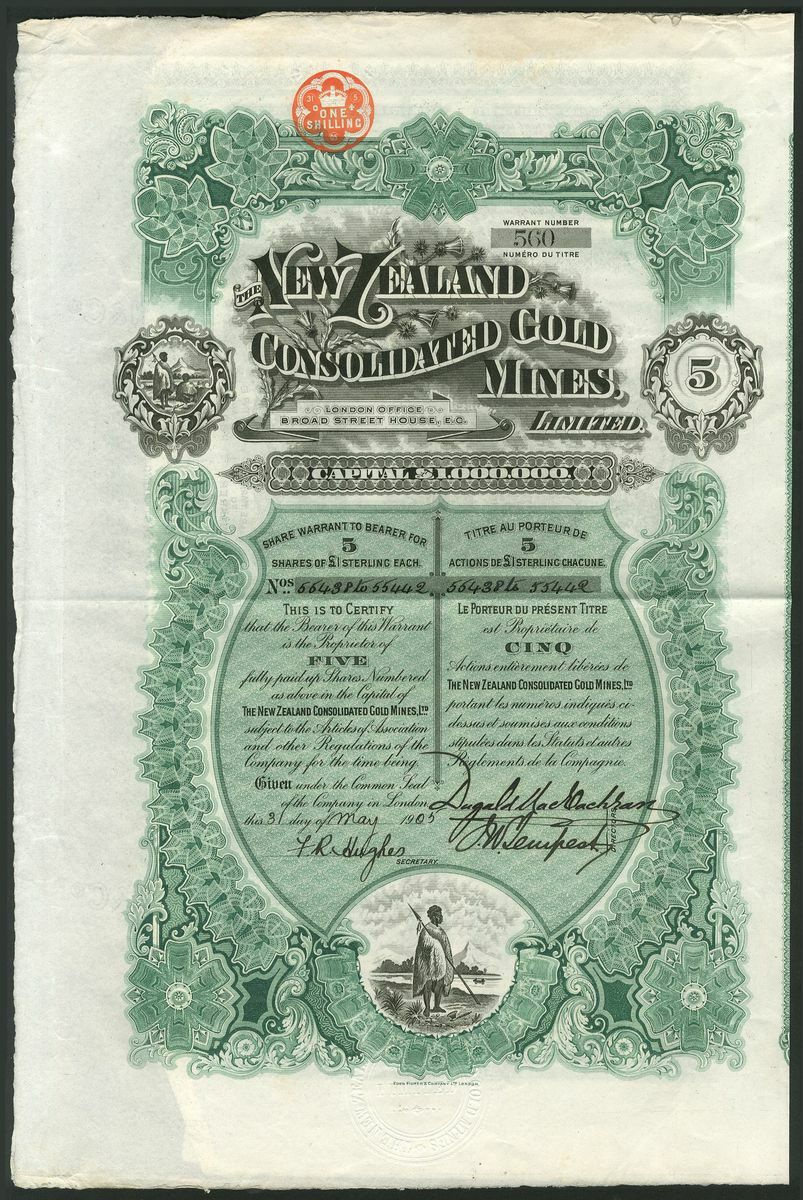 ONE
SHILLING
WARRANT NUMBER
560
NUMÉRO DU TITRE
THE NEW ZEALAND
CONSOLIDATED GOLD
MINES,
LIMITED.
LONDON OFFICE
BROAD STREET HOUSE, E.C.
5
CAPITAL £1,000,000
SHARE WARRANT TO BEARER FOR
5
SHARES OF £1 STERLING EACH.
Nos. 55438 to 55442
THIS IS TO CERTIFY
that the Bearer of this Warrant
is the Proprietor of
FIVE
fully paid up Shares, Numbered
as above in the Capital of
THE NEW ZEALAND CONSOLIDATED GOLD MINES, LTD
subject to the Articles of Association
and other Regulations of the
Company for the time being.
Given under the Common Seal
of the Company in London
this 31 day of May 1905
F.R. Hughes
SECRETARY.
TITRE AU PORTEUR DE
5
ACTIONS DE £1 STERLING CHACUNE.
55438 to 55442
LE PORTEUR DU PRÉSENT TITRE
est Propriétaire de
CINQ
Actions entièrement libérées de
THE NEW ZEALAND CONSOLIDATED GOLD MINES, LTD
portant les numéros indiqués ci-
dessus et soumises aux conditions
stipulées dans les Statuts et autres
Règlements de la Compagnie.
Dugald MacLachlan
J.W. Tempest
DIRECTORS
EDEN FISHER & COMPANY LTD LONDON.